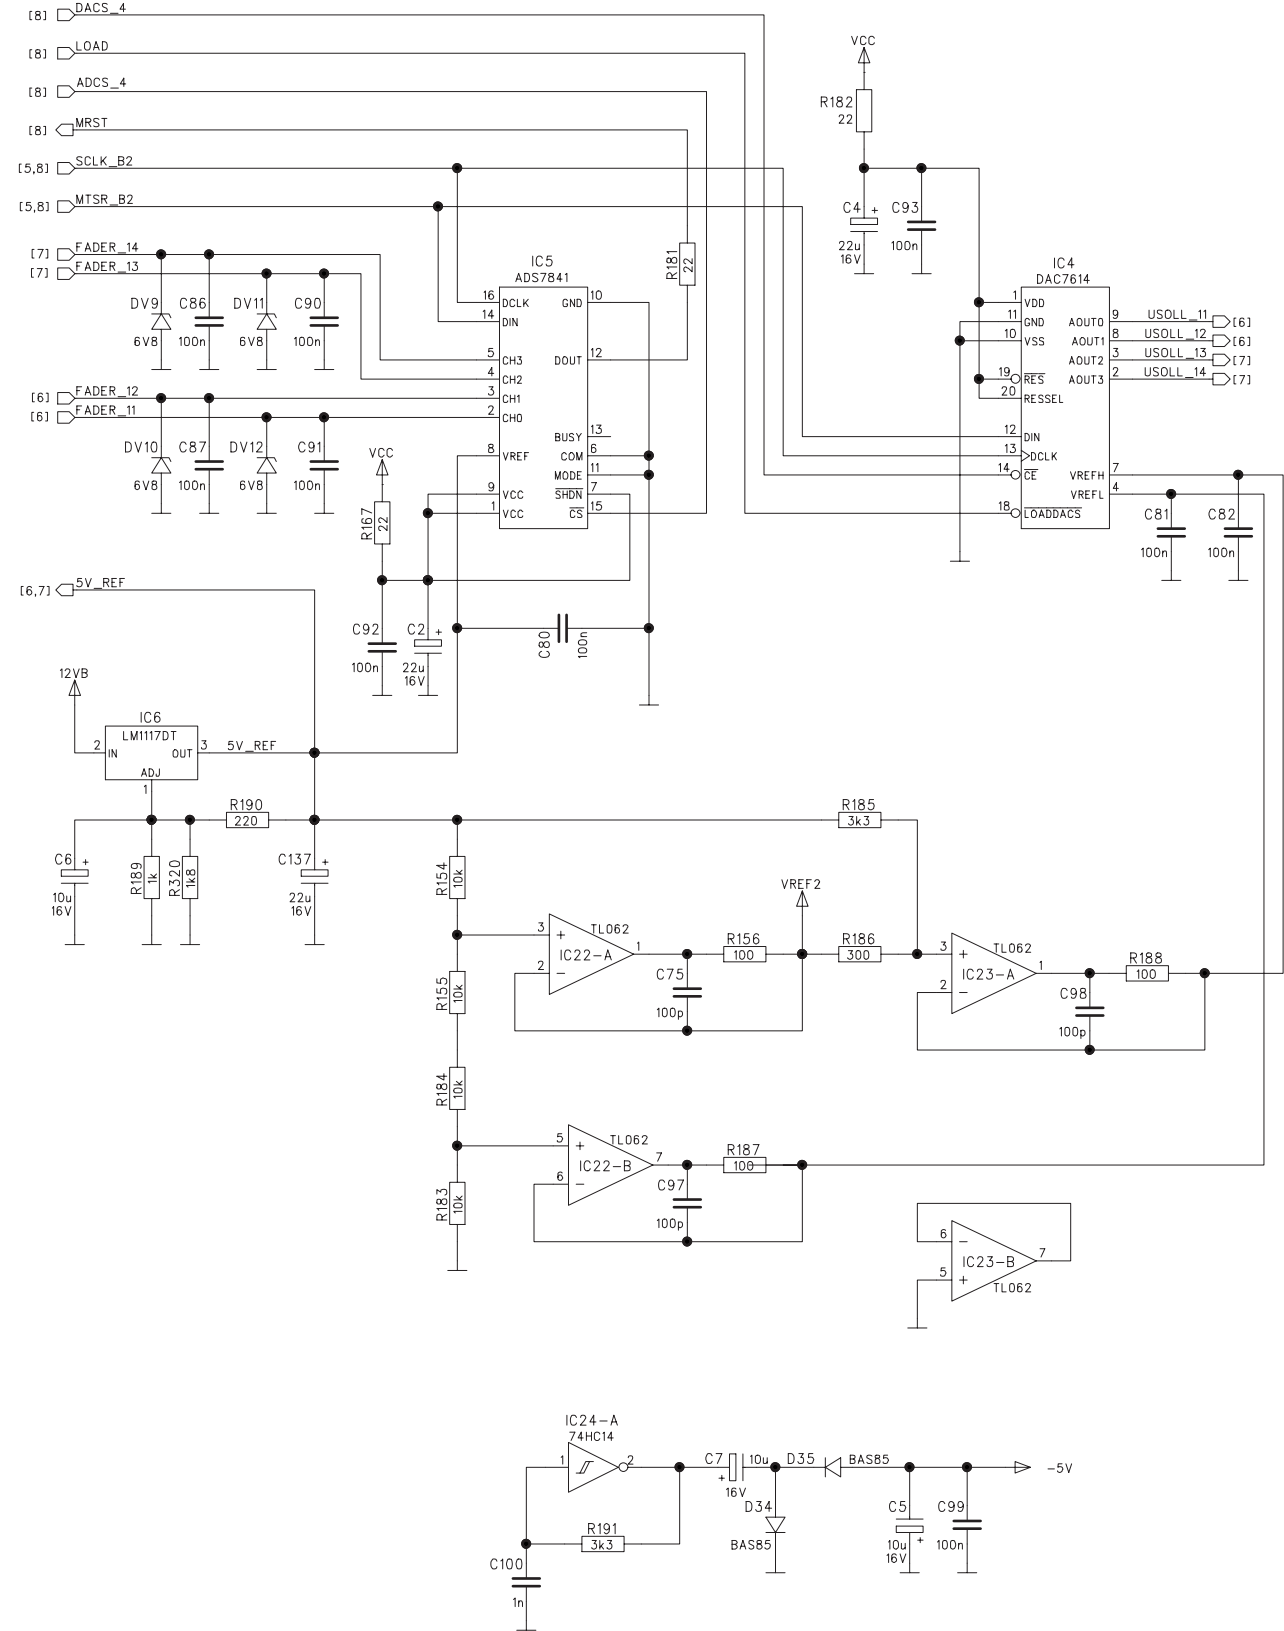 [8] DACS_4
[8] LOAD
[8] ADCS_4
[8] MRST
[5,8] SCLK_B2
[5,8] MTSR_B2
[7] FADER_14
[7] FADER_13
DV9 6V8
C86 100n
DV11 6V8
C90 100n
[6] FADER_12
[6] FADER_11
DV10 6V8
C87 100n
DV12 6V8
C91 100n
VCC
R182
22
C4 +
22u
16V
C93
100n
R181
22
IC5
ADS7841
16 DCLK GND 10
14 DIN
5 CH3 DOUT 12
4 CH2
3 CH1
2 CH0
BUSY 13
8 VREF COM 6
MODE 11
9 VCC SHDN 7
1 VCC CS 15
IC4
DAC7614
1 VDD
11 GND AOUT0 9 USOLL_11 [6]
10 VSS AOUT1 8 USOLL_12 [6]
AOUT2 3 USOLL_13 [7]
19 RES AOUT3 2 USOLL_14 [7]
20 RESSEL
12 DIN
13 DCLK
14 CE VREFH 7
VREFL 4
18 LOADDACS
C81
100n
C82
100n
VCC
R167
22
C92
100n
C2 +
22u
16V
C80
100n
[6,7] 5V_REF
12VB
IC6
LM1117DT
2 IN OUT 3 5V_REF
ADJ
1
R190
220
C6 +
10u
16V
R189
1k
R320
1k8
C137 +
22u
16V
R185
3k3
R154
10k
R155
10k
R184
10k
R183
10k
VREF2
TL062
3 +
IC22-A 1
2 −
C75
100p
R156
100
R186
300
TL062
3 +
IC23-A 1
2 −
C98
100p
R188
100
TL062
5 +
IC22-B 7
6 −
C97
100p
R187
100
6 −
IC23-B 7
5 +
TL062
IC24-A
74HC14
1 2
R191
3k3
C100
1n
C7 10u
+
16V
D35 BAS85
D34
BAS85
C5
+
10u
16V
C99
100n
-5V